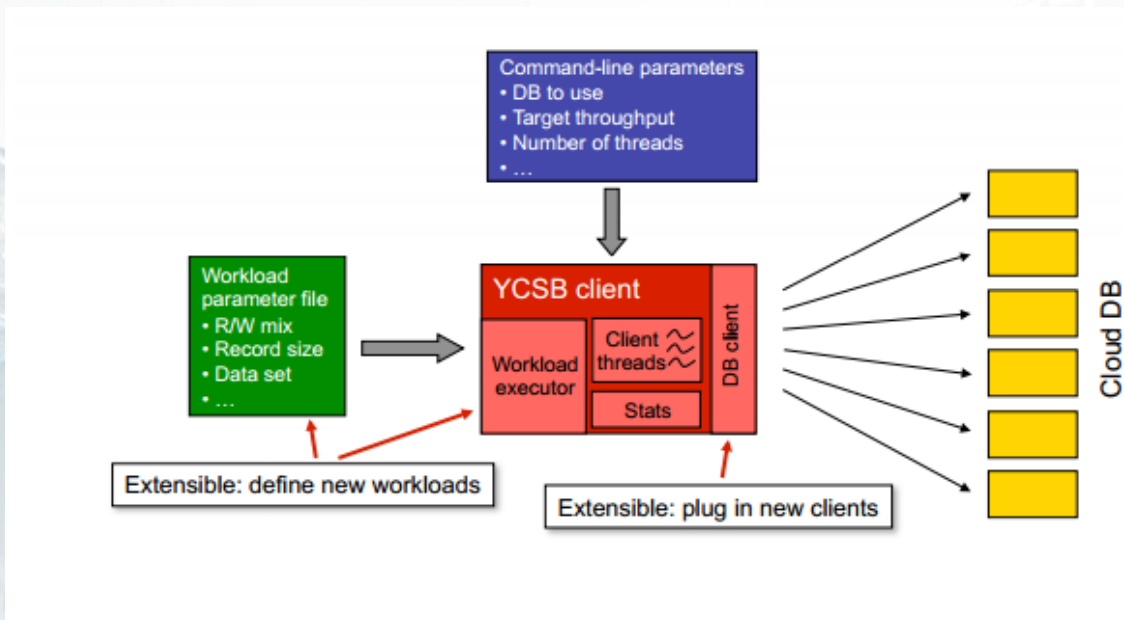 Command-line parameters
• DB to use
• Target throughput
• Number of threads
• ...
Workload
parameter file
• R/W mix
• Record size
• Data set
• ...
YCSB client
Workload
executor
Client
threads
Stats
DB client
Cloud DB
Extensible: define new workloads
Extensible: plug in new clients